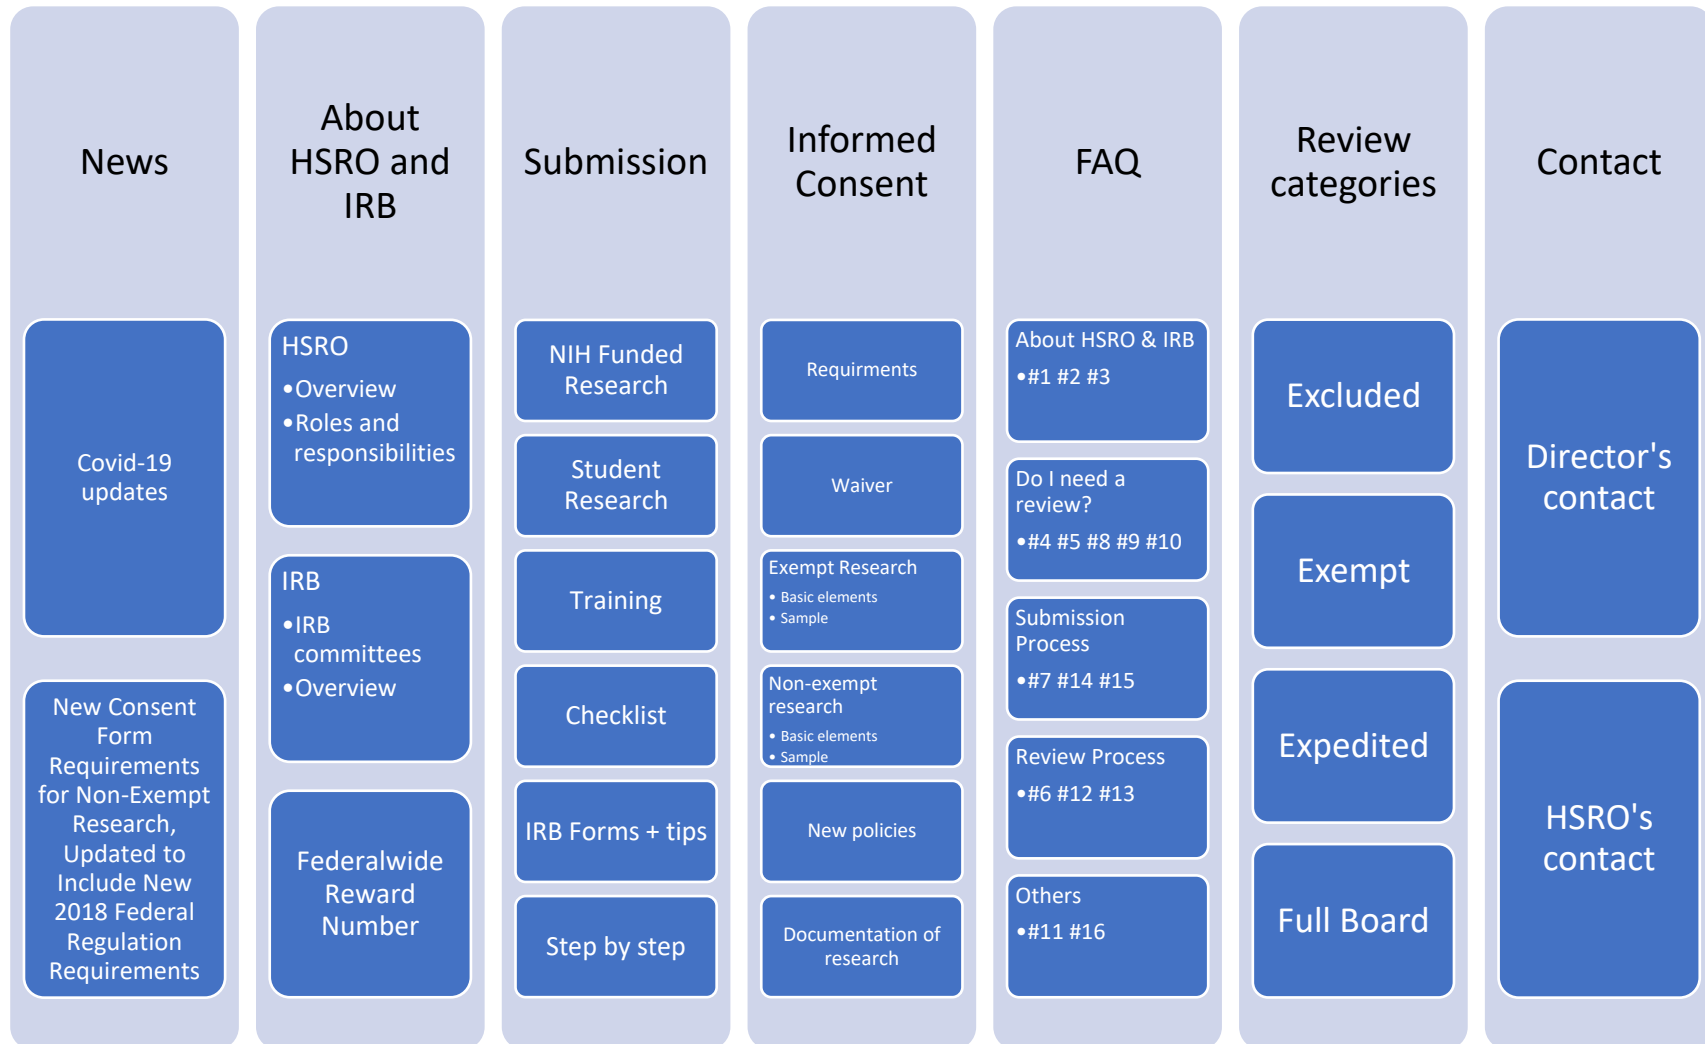 News
Covid-19
updates
New Consent
Form
Requirements
for Non-Exempt
Research,
Updated to
Include New
2018 Federal
Regulation
Requirements
About
HSRO and
IRB
HSRO
•Overview
•Roles and
responsibilities
IRB
•IRB
committees
•Overview
Federalwide
Reward
Number
Submission
NIH Funded
Research
Student
Research
Training
Checklist
IRB Forms + tips
Step by step
Informed
Consent
Requirments
Waiver
Exempt Research
• Basic elements
• Sample
Non-exempt
research
• Basic elements
• Sample
New policies
Documentation of
research
FAQ
About HSRO & IRB
•#1 #2 #3
Do I need a
review?
•#4 #5 #8 #9 #10
Submission
Process
•#7 #14 #15
Review Process
•#6 #12 #13
Others
•#11 #16
Review
categories
Excluded
Exempt
Expedited
Full Board
Contact
Director's
contact
HSRO's
contact